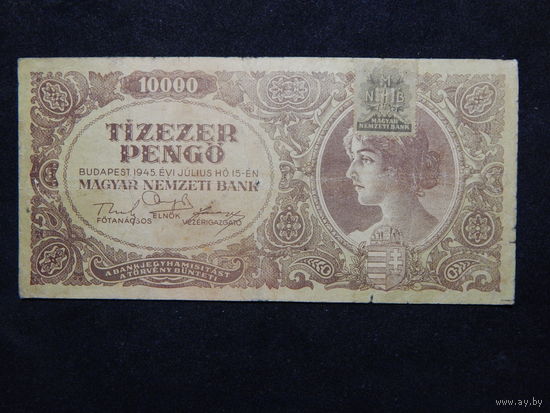 10000
TÍZEZER
PENGŐ
BUDAPEST 1945. ÉVI JÚLIUS HÓ 15-ÉN
MAGYAR NEMZETI BANK
ELNÖK
FŐTANÁCSOS VEZÉRIGAZGATÓ
A BANKJEGYHAMISÍTÁST
A TÖRVÉNY BÜNTETI
M
N B
MAGYAR
NEMZETI BANK
www.ay.by